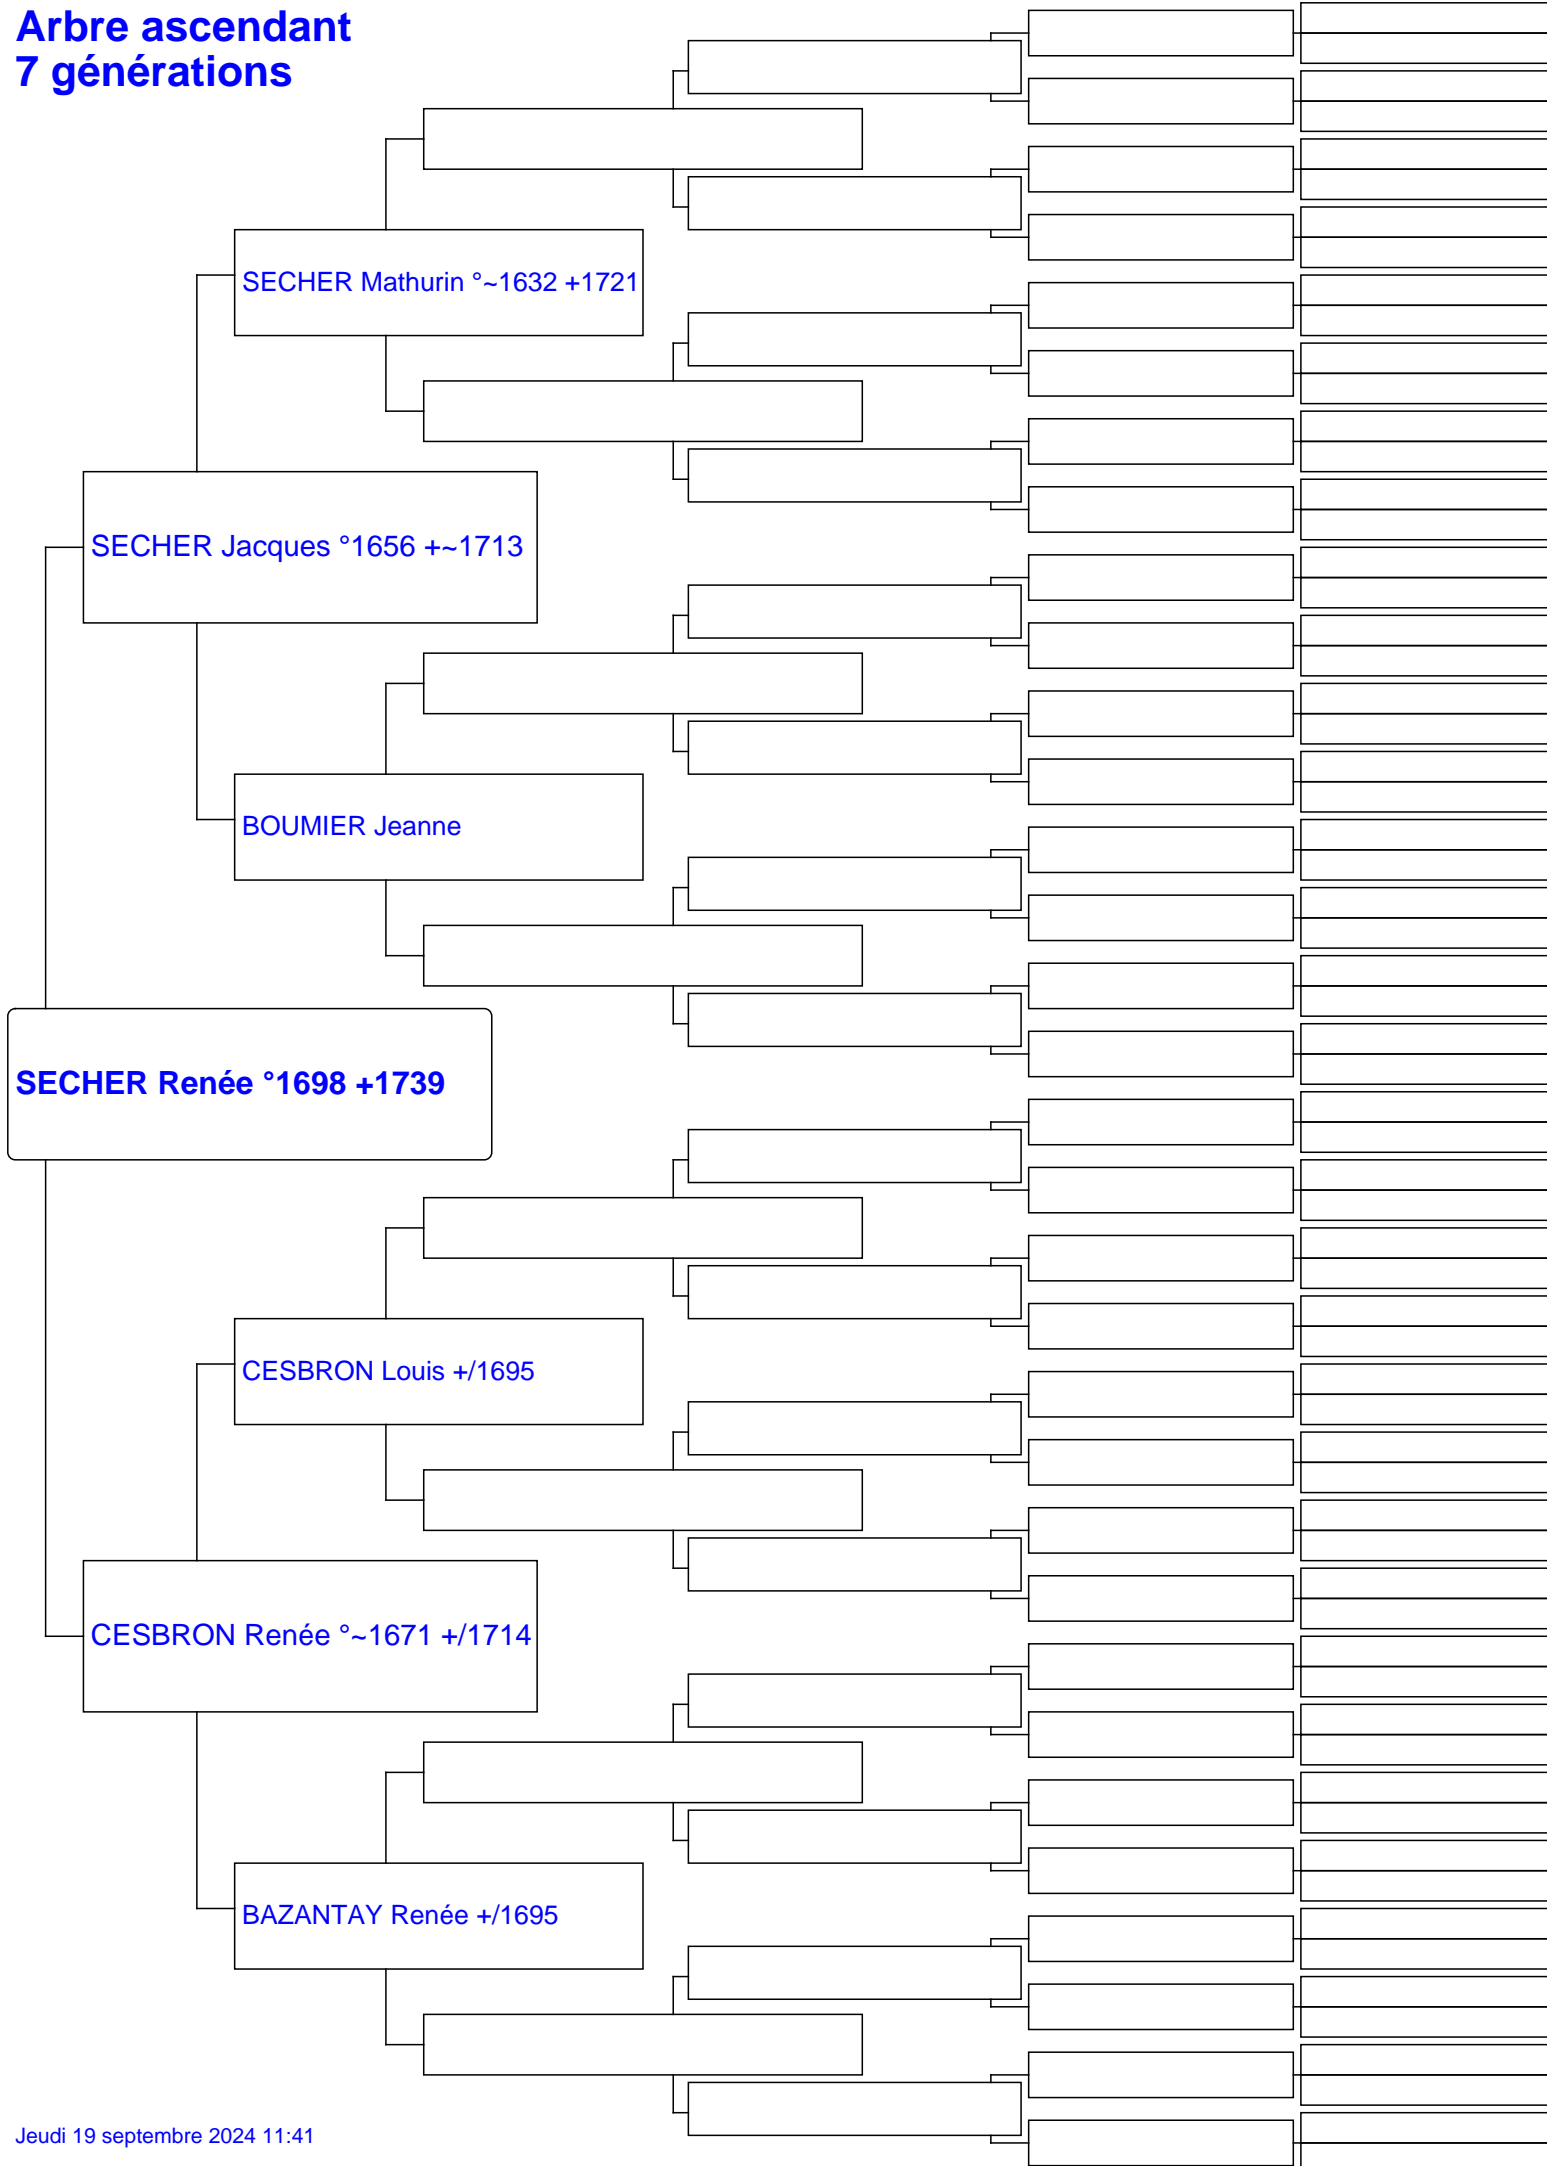 Arbre ascendant
7 générations
SECHER Mathurin °~1632 +1721
SECHER Jacques °1656 +~1713
BOUMIER Jeanne
SECHER Renée °1698 +1739
CESBRON Louis +/1695
CESBRON Renée °~1671 +/1714
BAZANTAY Renée +/1695
Jeudi 19 septembre 2024 11:41